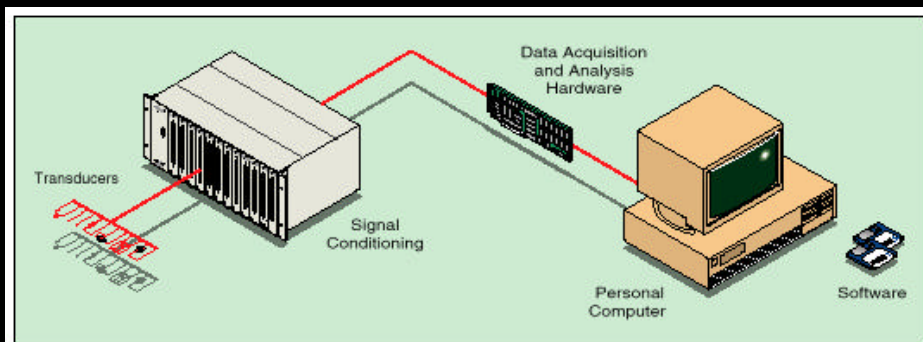 Data Acquisition
and Analysis
Hardware
Transducers
Signal
Conditioning
Personal
Computer
Software